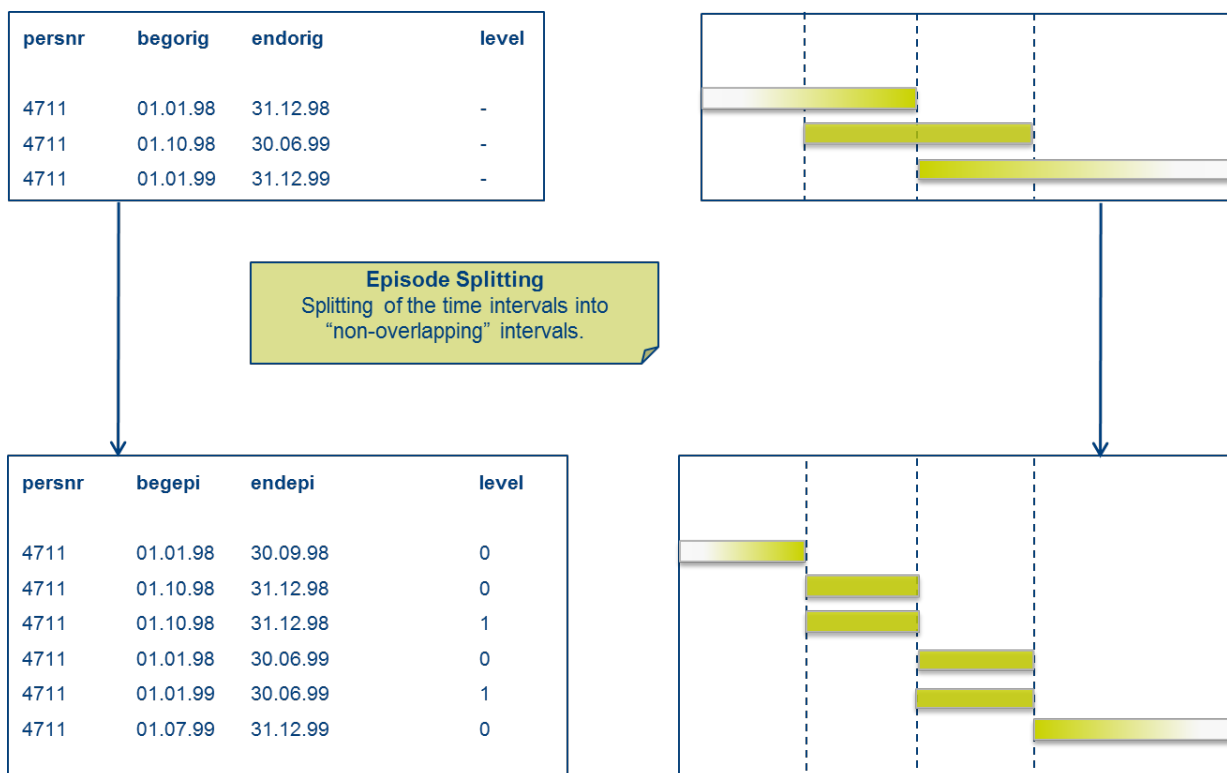 persnr begorig endorig level
4711 01.01.98 31.12.98 -
4711 01.10.98 30.06.99 -
4711 01.01.99 31.12.99 -
Episode Splitting
Splitting of the time intervals into
“non-overlapping” intervals.
persnr begepi endepi level
4711 01.01.98 30.09.98 0
4711 01.10.98 31.12.98 0
4711 01.10.98 31.12.98 1
4711 01.01.98 30.06.99 0
4711 01.01.99 30.06.99 1
4711 01.07.99 31.12.99 0